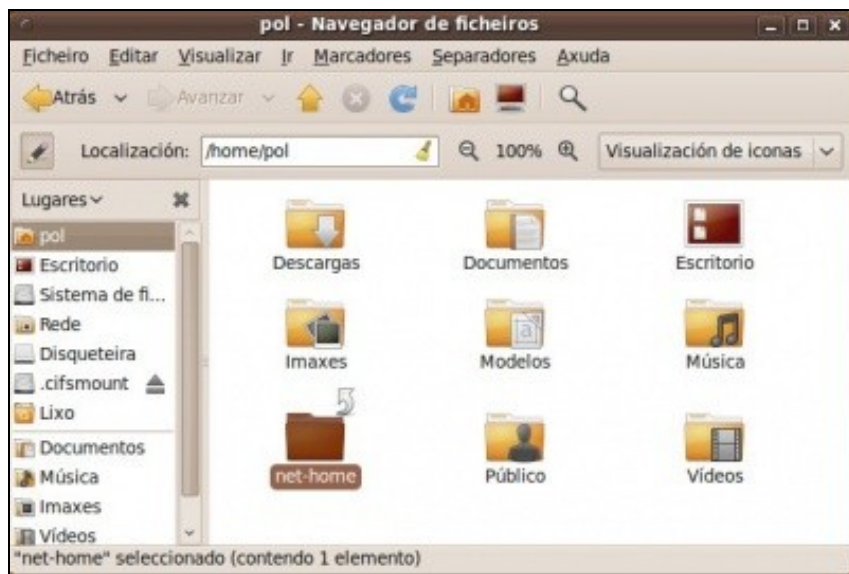 pol - Navegador de ficheiros
Ficheiro Editar Visualizar Ir Marcadores Separadores Axuda
Atrás Avanzar
Localización: /home/pol 100% Visualización de iconas
Lugares
pol
Escritorio
Sistema de fi...
Rede
Disqueteira
.cifsmount
Lixo
Documentos
Música
Imaxes
Vídeos
Descargas Documentos Escritorio
Imaxes Modelos Música
net-home Público Vídeos
"net-home" seleccionado (contendo 1 elemento)